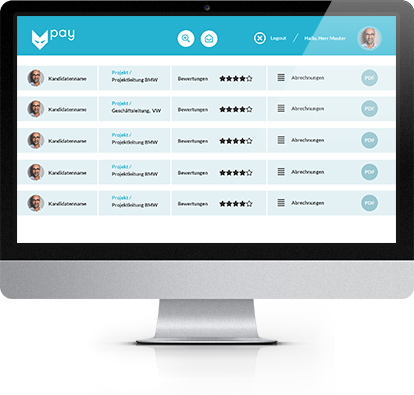 pay
Logout / Hallo, Herr Muster
Kandidatenname Projekt / Bewertungen Abrechnungen PDF
Projektleitung BMW
Kandidatenname Projekt / Bewertungen Abrechnungen PDF
Geschäftsleitung, VW
Kandidatenname Projekt / Bewertungen Abrechnungen PDF
Projektleitung BMW
Kandidatenname Projekt / Bewertungen Abrechnungen PDF
Projektleitung BMW
Kandidatenname Projekt / Bewertungen Abrechnungen PDF
Projektleitung BMW